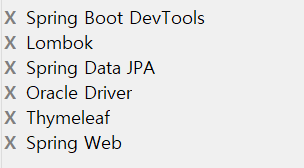 X Spring Boot DevTools
X Lombok
X Spring Data JPA
X Oracle Driver
X Thymeleaf
X Spring Web